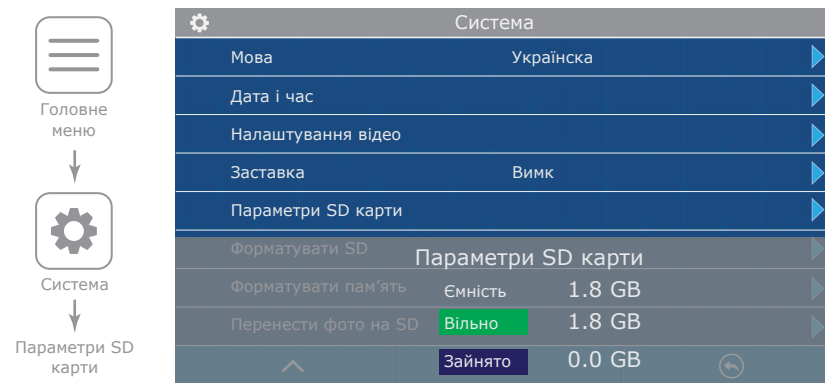 Головне
меню
Система
Параметри SD
карти
Система
Мова Українска
Дата і час
Налаштування відео
Заставка Вимк
Параметри SD карти
Форматувати SD
Форматувати пам'ять
Перенести фото на SD
Параметри SD карти
Ємність 1.8 GB
Вільно 1.8 GB
Зайнято 0.0 GB